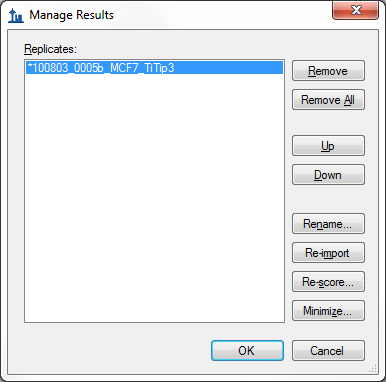 Manage Results
Replicates:
*100803_0005b_MCF7_TiTip3
Remove
Remove All
Up
Down
Rename...
Re-import
Re-score...
Minimize...
OK
Cancel